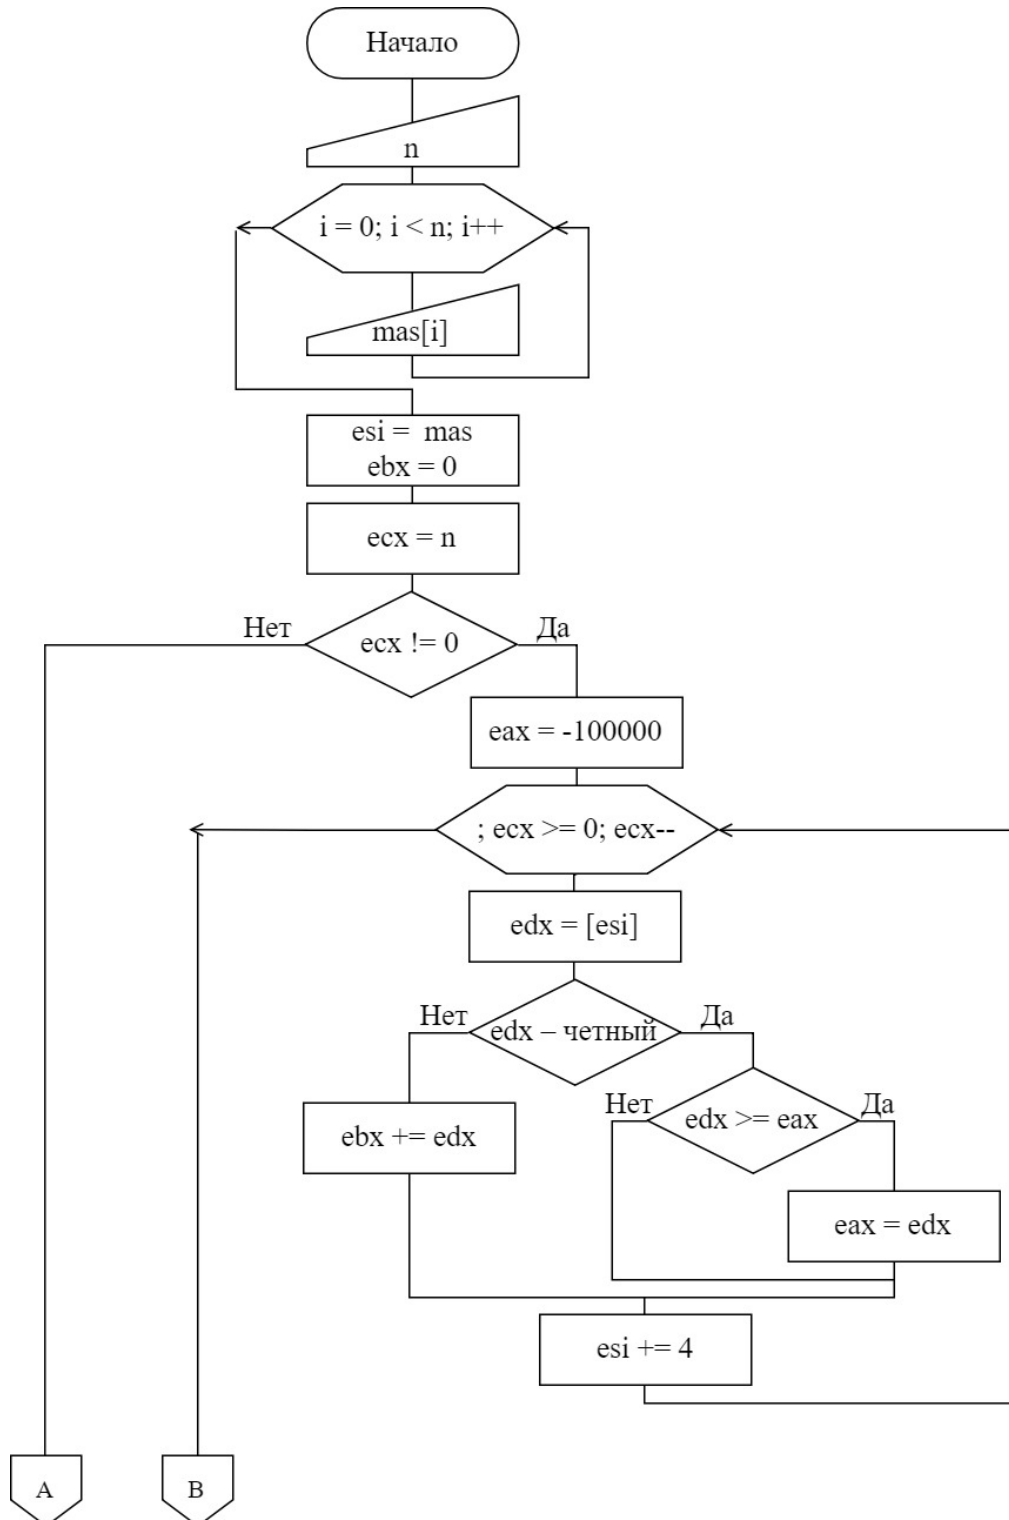 Начало
n
i = 0; i < n; i++
mas[i]
esi = mas
ebx = 0
ecx = n
Нет
ecx != 0
Да
eax = -100000
; ecx >= 0; ecx--
edx = [esi]
Нет
edx – четный
Да
ebx += edx
Нет
edx >= eax
Да
eax = edx
esi += 4
A
B